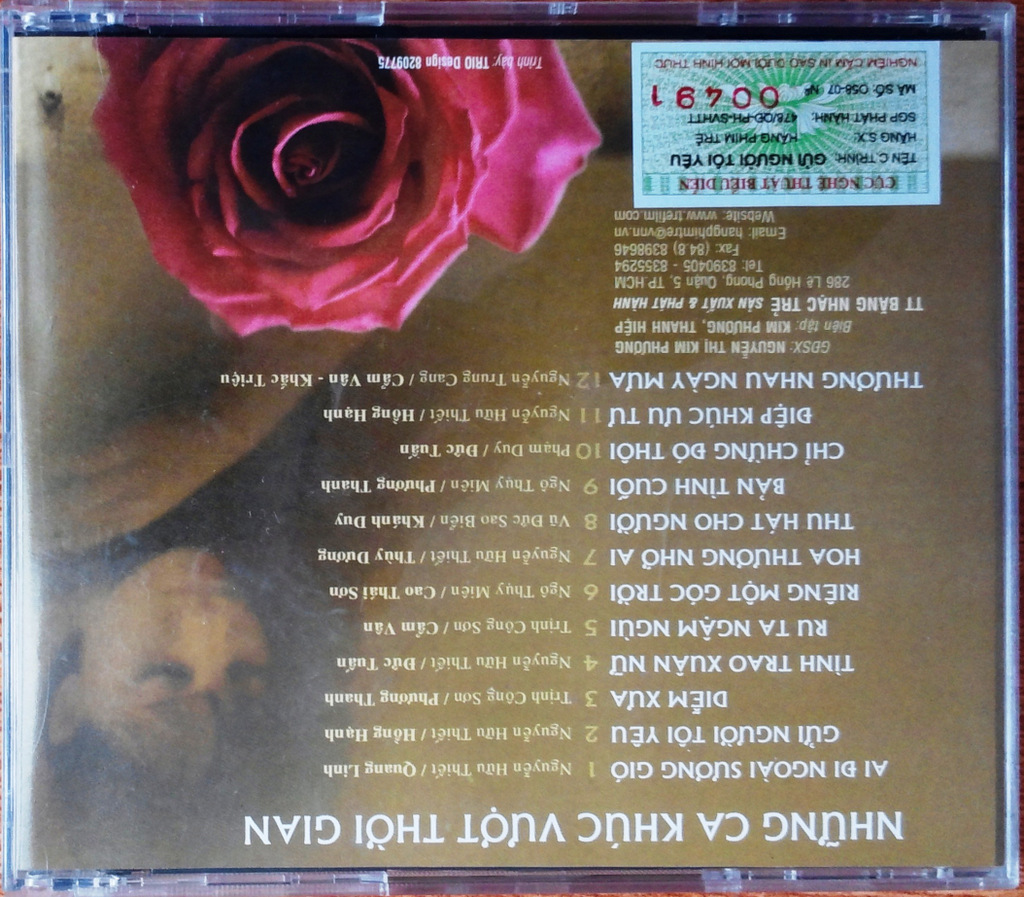 NHỮNG CA KHÚC VƯỢT THỜI GIAN
AI ĐI NGOÀI SƯƠNG GIÓ 1 Nguyễn Hữu Thiết / Quang Linh
GỬI NGƯỜI TÔI YÊU 2 Nguyễn Hữu Thiết / Hồng Hạnh
DIỄM XƯA 3 Trịnh Công Sơn / Phương Thanh
TÌNH TRAO XUÂN NỮ 4 Nguyễn Hữu Thiết / Đức Tuấn
RU TA NGẬM NGÙI 5 Trịnh Công Sơn / Cẩm Vân
RIÊNG MỘT GÓC TRỜI 6 Ngô Thụy Miên / Cao Thái Sơn
HOA THƯƠNG NHỚ AI 7 Nguyễn Hữu Thiết / Thùy Dương
THU HÁT CHO NGƯỜI 8 Vũ Đức Sao Biển / Khánh Duy
BẢN TÌNH CUỐI 9 Ngô Thụy Miên / Phương Thanh
CHỈ CHỪNG ĐÓ THÔI 10 Phạm Duy / Đức Tuấn
ĐIỆP KHÚC ƯU TƯ 11 Nguyễn Hữu Thiết / Hồng Hạnh
THƯƠNG NHAU NGÀY MƯA 12 Nguyễn Trung Cang / Cẩm Vân - Khắc Triệu
GĐSX: NGUYỄN THỊ KIM PHƯỢNG
Biên tập: KIM PHƯỢNG, THANH HIỆP
TT BĂNG NHẠC TRẺ SẢN XUẤT & PHÁT HÀNH
286 Lê Hồng Phong, Quận 5, TP.HCM
Tel: 8390405 - 8355294
Fax: (84.8) 8398646
Email: hangphimtre@vnn.vn
Website: www.trefilm.com
CỤC NGHỆ THUẬT BIỂU DIỄN
TÊN C.TRÌNH: GỬI NGƯỜI TÔI YÊU
HÃNG S.X: HÃNG PHIM TRẺ
SGP PHÁT HÀNH: 478/QĐ-PH-SVHTT
MÃ SỐ: OS8-07 Nº 00491
NGHIÊM CẤM IN SAO DƯỚI MỌI HÌNH THỨC
Trình bày: TRIO Design 8209775